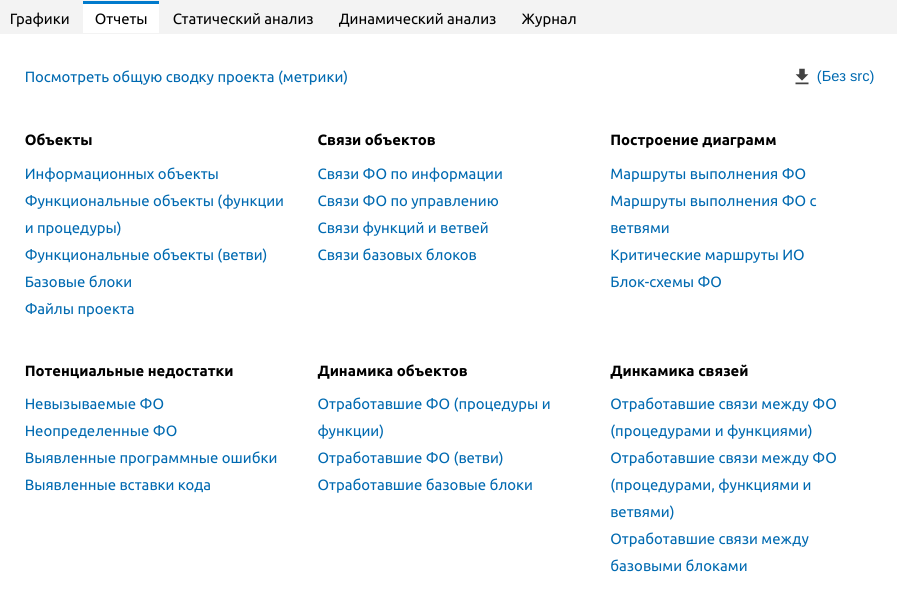 Графики Отчеты Статический анализ Динамический анализ Журнал
Посмотреть общую сводку проекта (метрики)
(Без src)
Объекты
Информационных объекты
Функциональные объекты (функции
и процедуры)
Функциональные объекты (ветви)
Базовые блоки
Файлы проекта
Связи объектов
Связи ФО по информации
Связи ФО по управлению
Связи функций и ветвей
Связи базовых блоков
Построение диаграмм
Маршруты выполнения ФО
Маршруты выполнения ФО с
ветвями
Критические маршруты ИО
Блок-схемы ФО
Потенциальные недостатки
Невызываемые ФО
Неопределенные ФО
Выявленные программные ошибки
Выявленные вставки кода
Динамика объектов
Отработавшие ФО (процедуры и
функции)
Отработавшие ФО (ветви)
Отработавшие базовые блоки
Динкамика связей
Отработавшие связи между ФО
(процедурами и функциями)
Отработавшие связи между ФО
(процедурами, функциями и
ветвями)
Отработавшие связи между
базовыми блоками